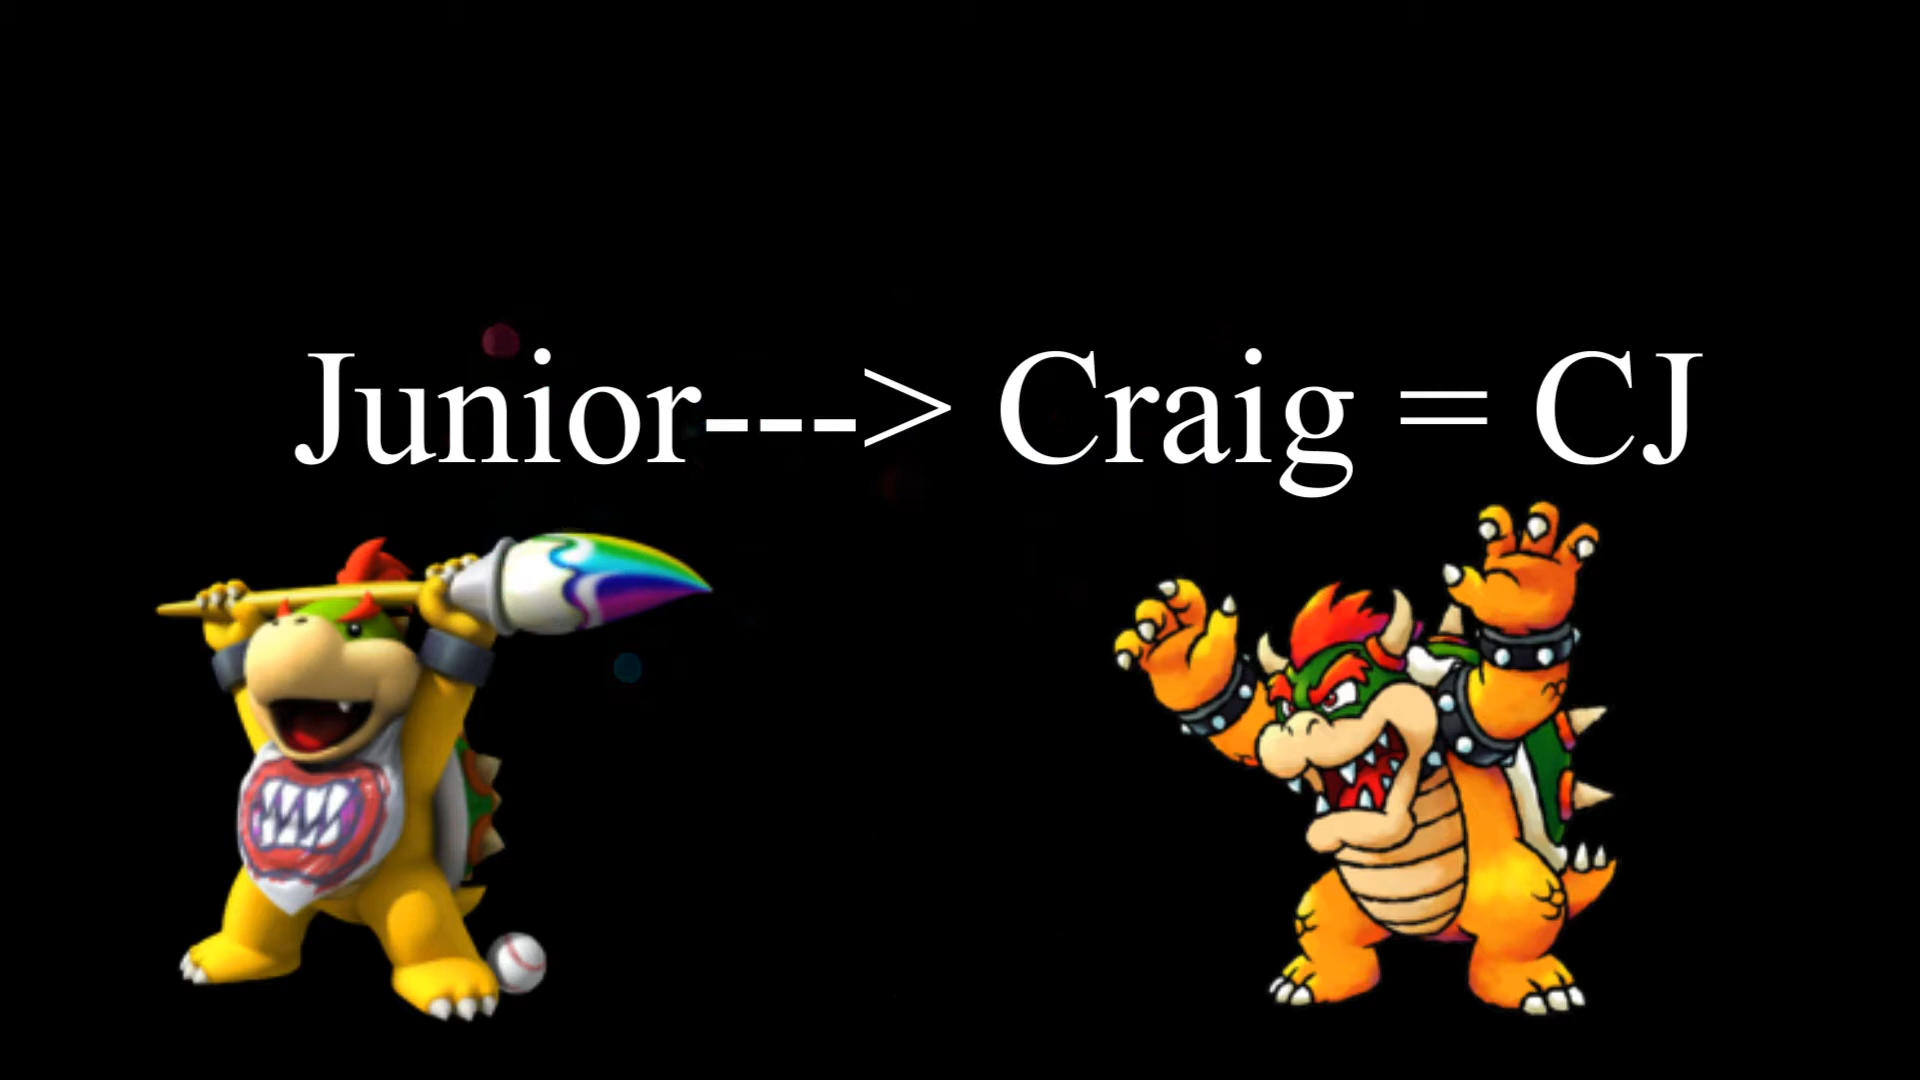 Junior---> Craig = CJ